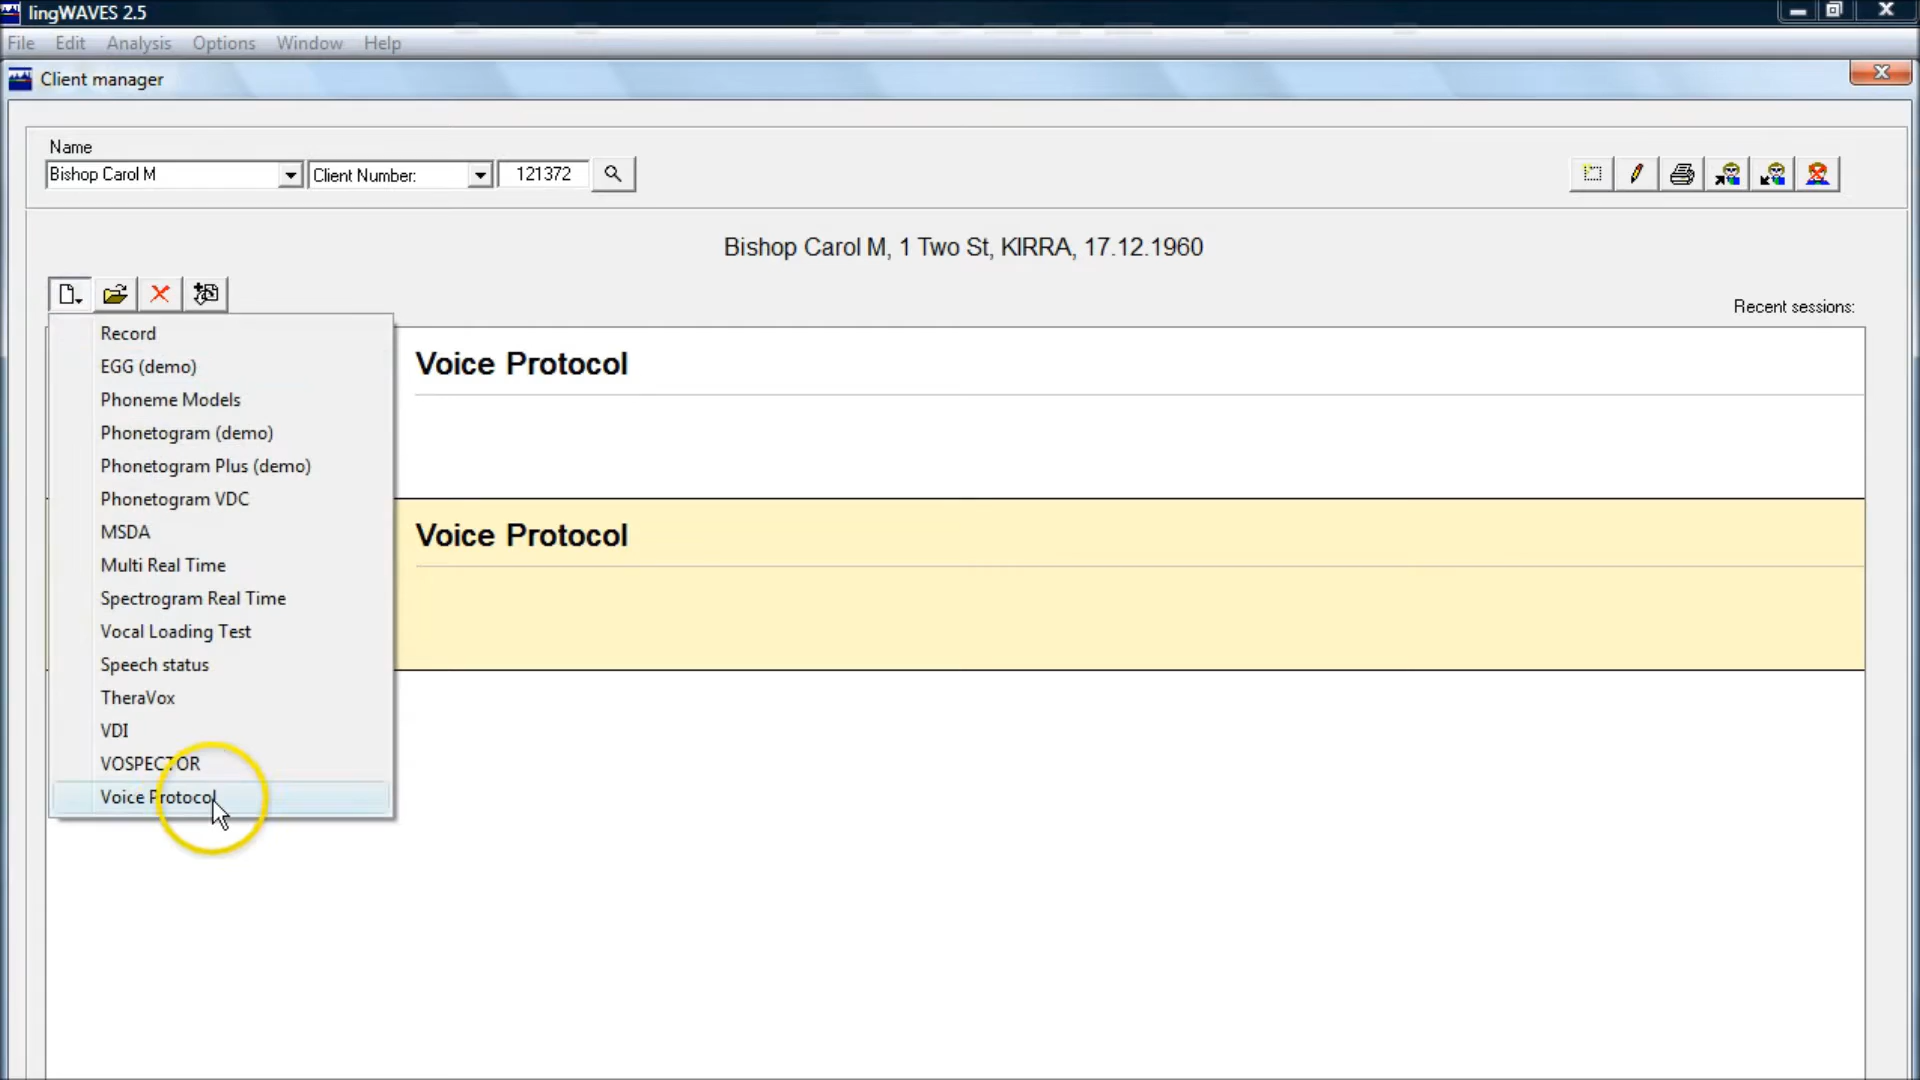 lingWAVES 2.5
File Edit Analysis Options Window Help
Client manager
Name
Bishop Carol M Client Number: 121372
Bishop Carol M, 1 Two St, KIRRA, 17.12.1960
Recent sessions:
Record
EGG (demo)
Phoneme Models
Phonetogram (demo)
Phonetogram Plus (demo)
Phonetogram VDC
MSDA
Multi Real Time
Spectrogram Real Time
Vocal Loading Test
Speech status
TheraVox
VDI
VOSPECTOR
Voice Protocol
Voice Protocol
Voice Protocol